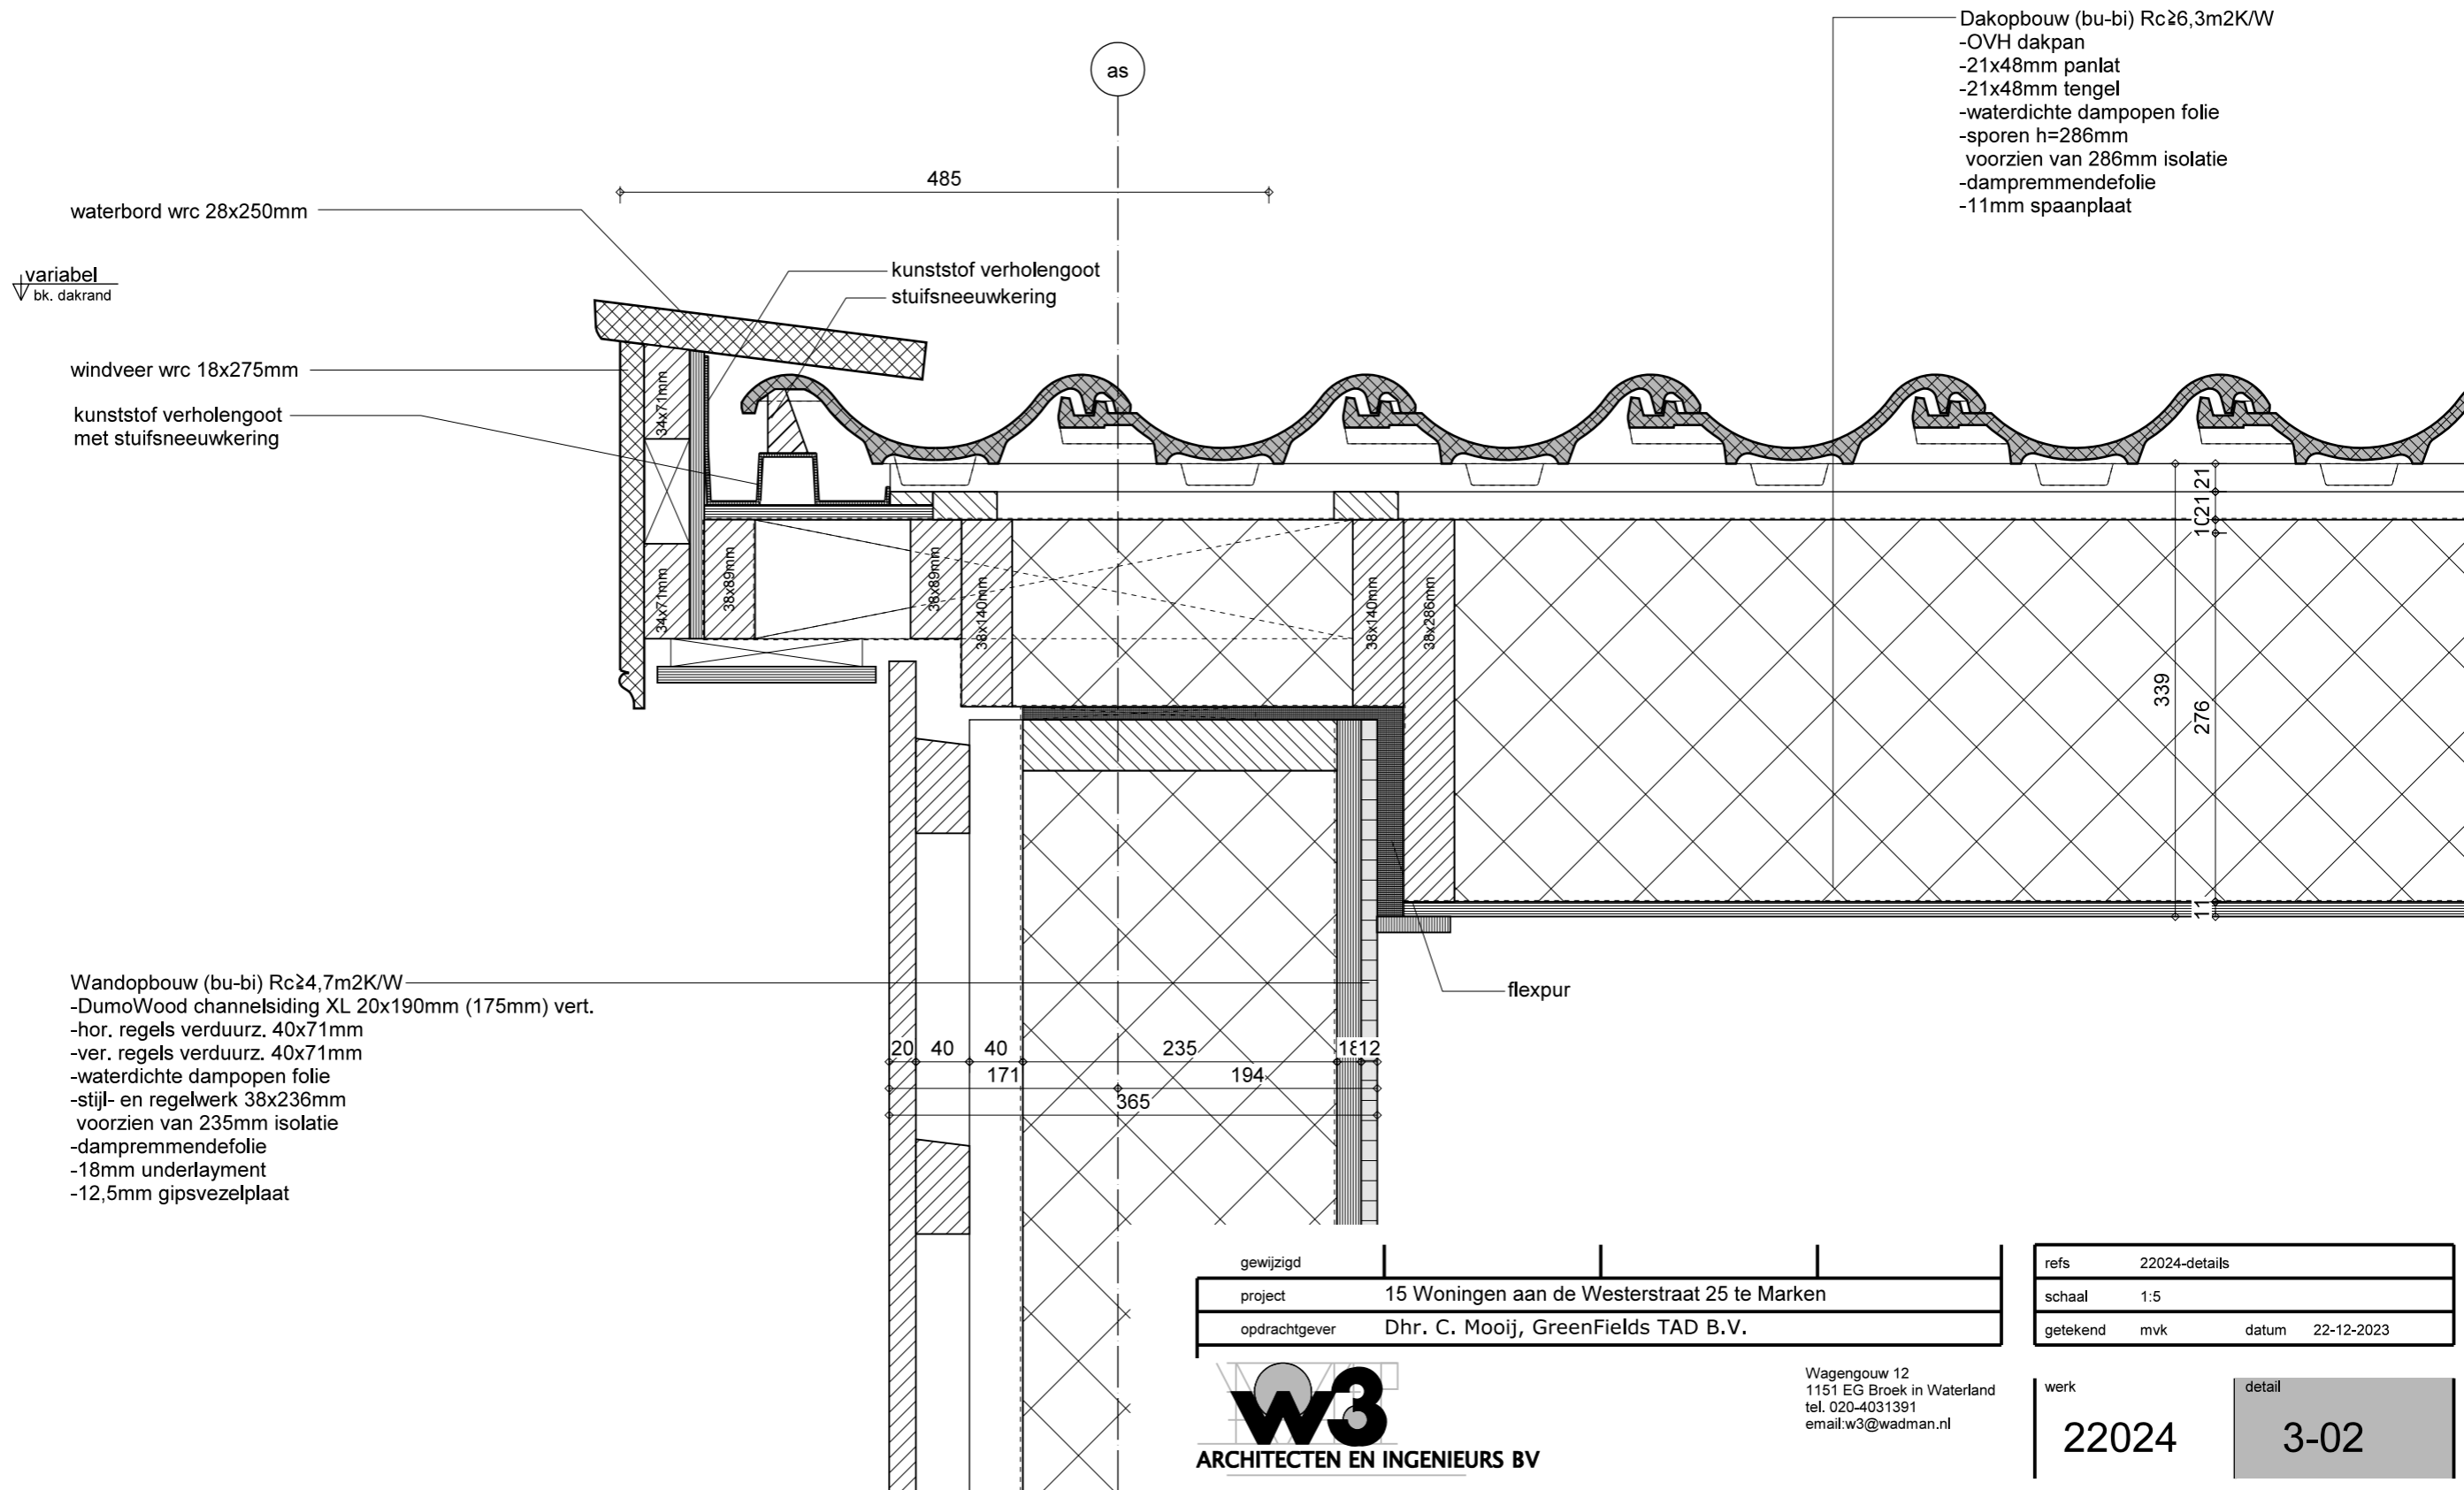 Dakopbouw (bu-bi) Rc≥6,3m2K/W
-OVH dakpan
-21x48mm panlat
-21x48mm tengel
-waterdichte dampopen folie
-sporen h=286mm
voorzien van 286mm isolatie
-dampremmendefolie
-11mm spaanplaat
as
485
waterbord wrc 28x250mm
variabel
bk. dakrand
kunststof verholengoot
stuifsneeuwkering
windveer wrc 18x275mm
kunststof verholengoot
met stuifsneeuwkering
34x71mm
34x71mm
38x89mm
38x89mm
38x140mm
38x140mm
38x286mm
21
21
10
339
276
11
Wandopbouw (bu-bi) Rc≥4,7m2K/W
-DumoWood channelsiding XL 20x190mm (175mm) vert.
-hor. regels verduurz. 40x71mm
-ver. regels verduurz. 40x71mm
-waterdichte dampopen folie
-stijl- en regelwerk 38x236mm
voorzien van 235mm isolatie
-dampremmendefolie
-18mm underlayment
-12,5mm gipsvezelplaat
flexpur
20 40 40 235 18 12
171 194
365
gewijzigd
project 15 Woningen aan de Westerstraat 25 te Marken
opdrachtgever Dhr. C. Mooij, GreenFields TAD B.V.
refs 22024-details
schaal 1:5
getekend mvk datum 22-12-2023
w3
ARCHITECTEN EN INGENIEURS BV
Wagengouw 12
1151 EG Broek in Waterland
tel. 020-4031391
email:w3@wadman.nl
werk
22024
detail
3-02